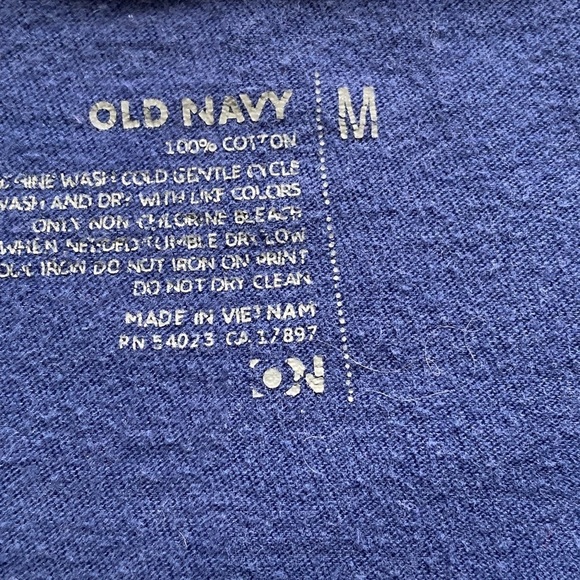 OLD NAVY
M
100% COTTON
WASH COLD GENTLE CYCLE
WASH AND DRY WITH LIKE COLORS
ONLY NON-CHLORINE BLEACH
WHEN NEEDED TUMBLE DRY LOW
IRON DO NOT IRON ON PRINT
DO NOT DRY CLEAN
MADE IN VIETNAM
RN 54023 CA 17897